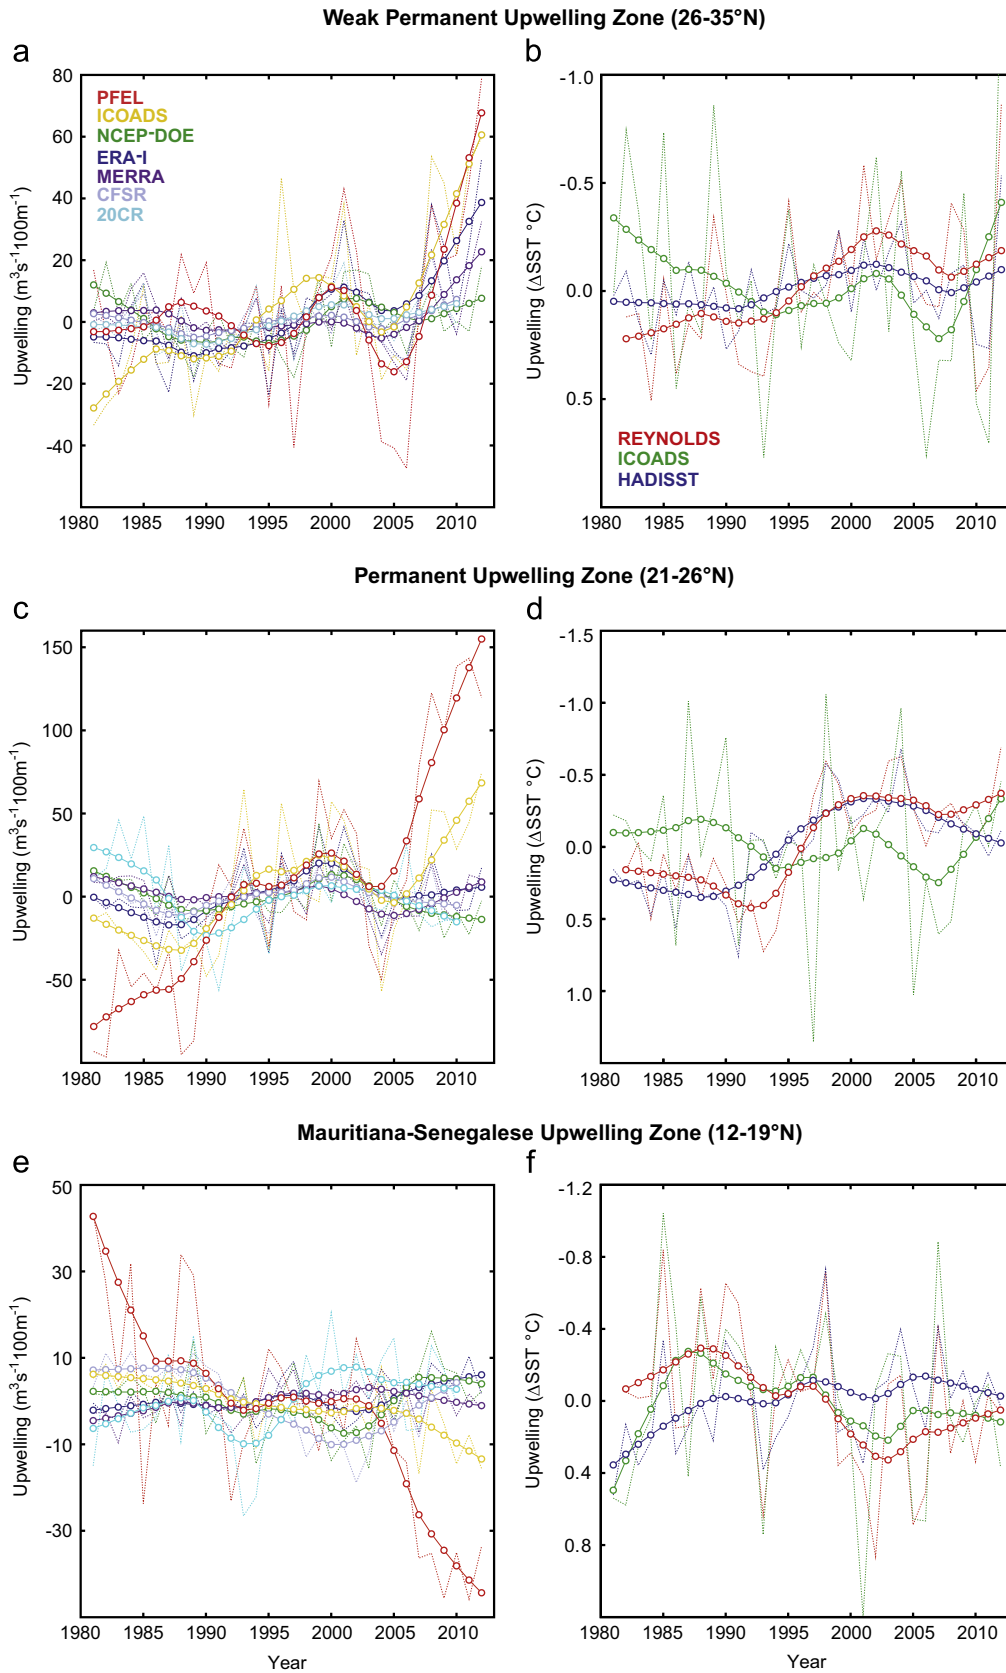 Weak Permanent Upwelling Zone (26-35°N)
a
b
80
60
40
20
0
-20
-40
Upwelling (m³s⁻¹100m⁻¹)
PFEL
ICOADS
NCEP-DOE
ERA-I
MERRA
CFSR
20CR
1980 1985 1990 1995 2000 2005 2010
-1.0
-0.5
0.0
0.5
Upwelling (ΔSST °C)
REYNOLDS
ICOADS
HADISST
1980 1985 1990 1995 2000 2005 2010
Permanent Upwelling Zone (21-26°N)
c
d
150
100
50
0
-50
Upwelling (m³s⁻¹100m⁻¹)
1980 1985 1990 1995 2000 2005 2010
-1.5
-1.0
-0.5
0.0
0.5
1.0
Upwelling (ΔSST °C)
1980 1985 1990 1995 2000 2005 2010
Mauritiana-Senegalese Upwelling Zone (12-19°N)
e
f
50
30
10
-10
-30
Upwelling (m³s⁻¹100m⁻¹)
1980 1985 1990 1995 2000 2005 2010
Year
-1.2
-0.8
-0.4
0.0
0.4
0.8
Upwelling (ΔSST °C)
1980 1985 1990 1995 2000 2005 2010
Year